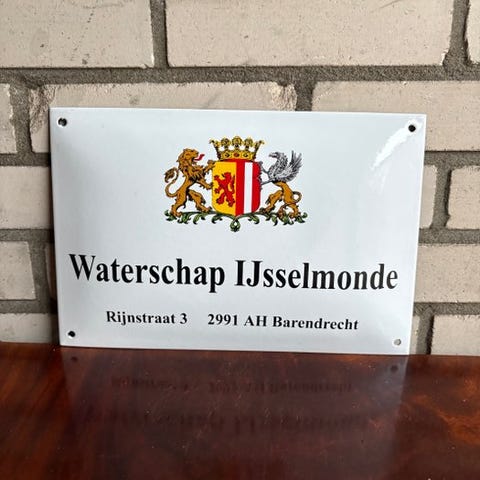 Waterschap IJsselmonde
Rijnstraat 3 2991 AH Barendrecht